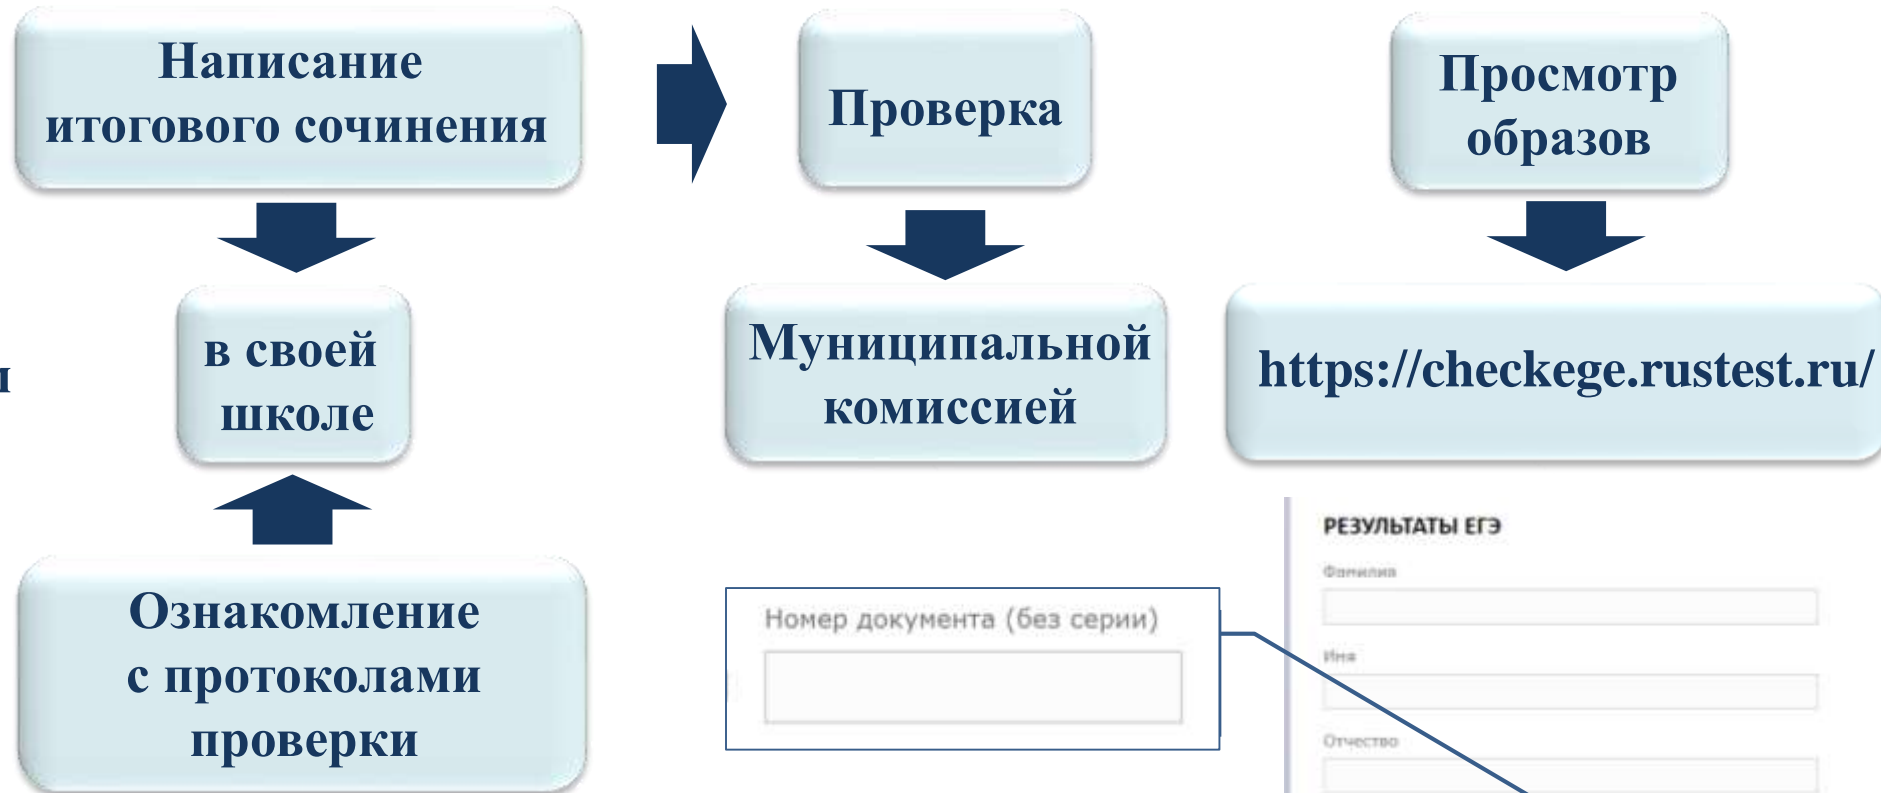 Написание
итогового сочинения
Проверка
Просмотр
образов
в своей
школе
Муниципальной
комиссией
https://checkege.rustest.ru/
Ознакомление
с протоколами
проверки
Номер документа (без серии)
РЕЗУЛЬТАТЫ ЕГЭ
Фамилия
Имя
Отчество